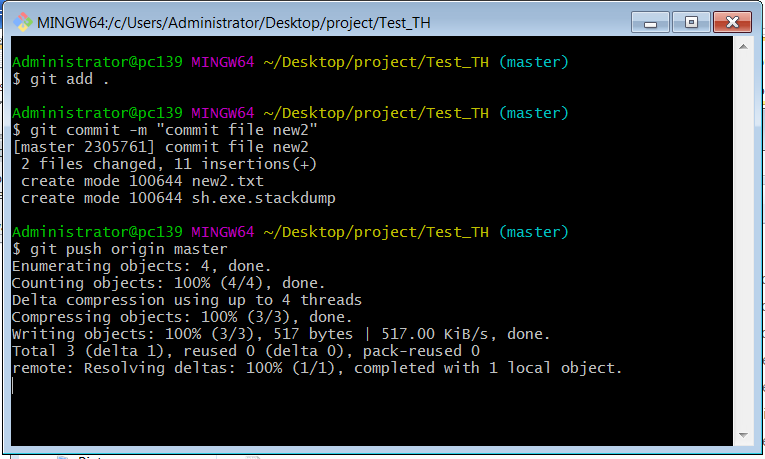 MINGW64:/c/Users/Administrator/Desktop/project/Test_TH
Administrator@pc139 MINGW64 ~/Desktop/project/Test_TH (master)
$ git add .
Administrator@pc139 MINGW64 ~/Desktop/project/Test_TH (master)
$ git commit -m "commit file new2"
[master 2305761] commit file new2
 2 files changed, 11 insertions(+)
 create mode 100644 new2.txt
 create mode 100644 sh.exe.stackdump
Administrator@pc139 MINGW64 ~/Desktop/project/Test_TH (master)
$ git push origin master
Enumerating objects: 4, done.
Counting objects: 100% (4/4), done.
Delta compression using up to 4 threads
Compressing objects: 100% (3/3), done.
Writing objects: 100% (3/3), 517 bytes | 517.00 KiB/s, done.
Total 3 (delta 1), reused 0 (delta 0), pack-reused 0
remote: Resolving deltas: 100% (1/1), completed with 1 local object.